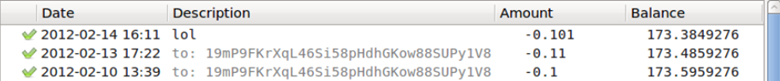 Date Description Amount Balance
2012-02-14 16:11 lol -0.101 173.3849276
2012-02-13 17:22 to: 19mP9FKrXqL46Si58pHdhGKow88SUPy1V8 -0.11 173.4859276
2012-02-10 13:39 to: 19mP9FKrXqL46Si58pHdhGKow88SUPy1V8 -0.1 173.5959276